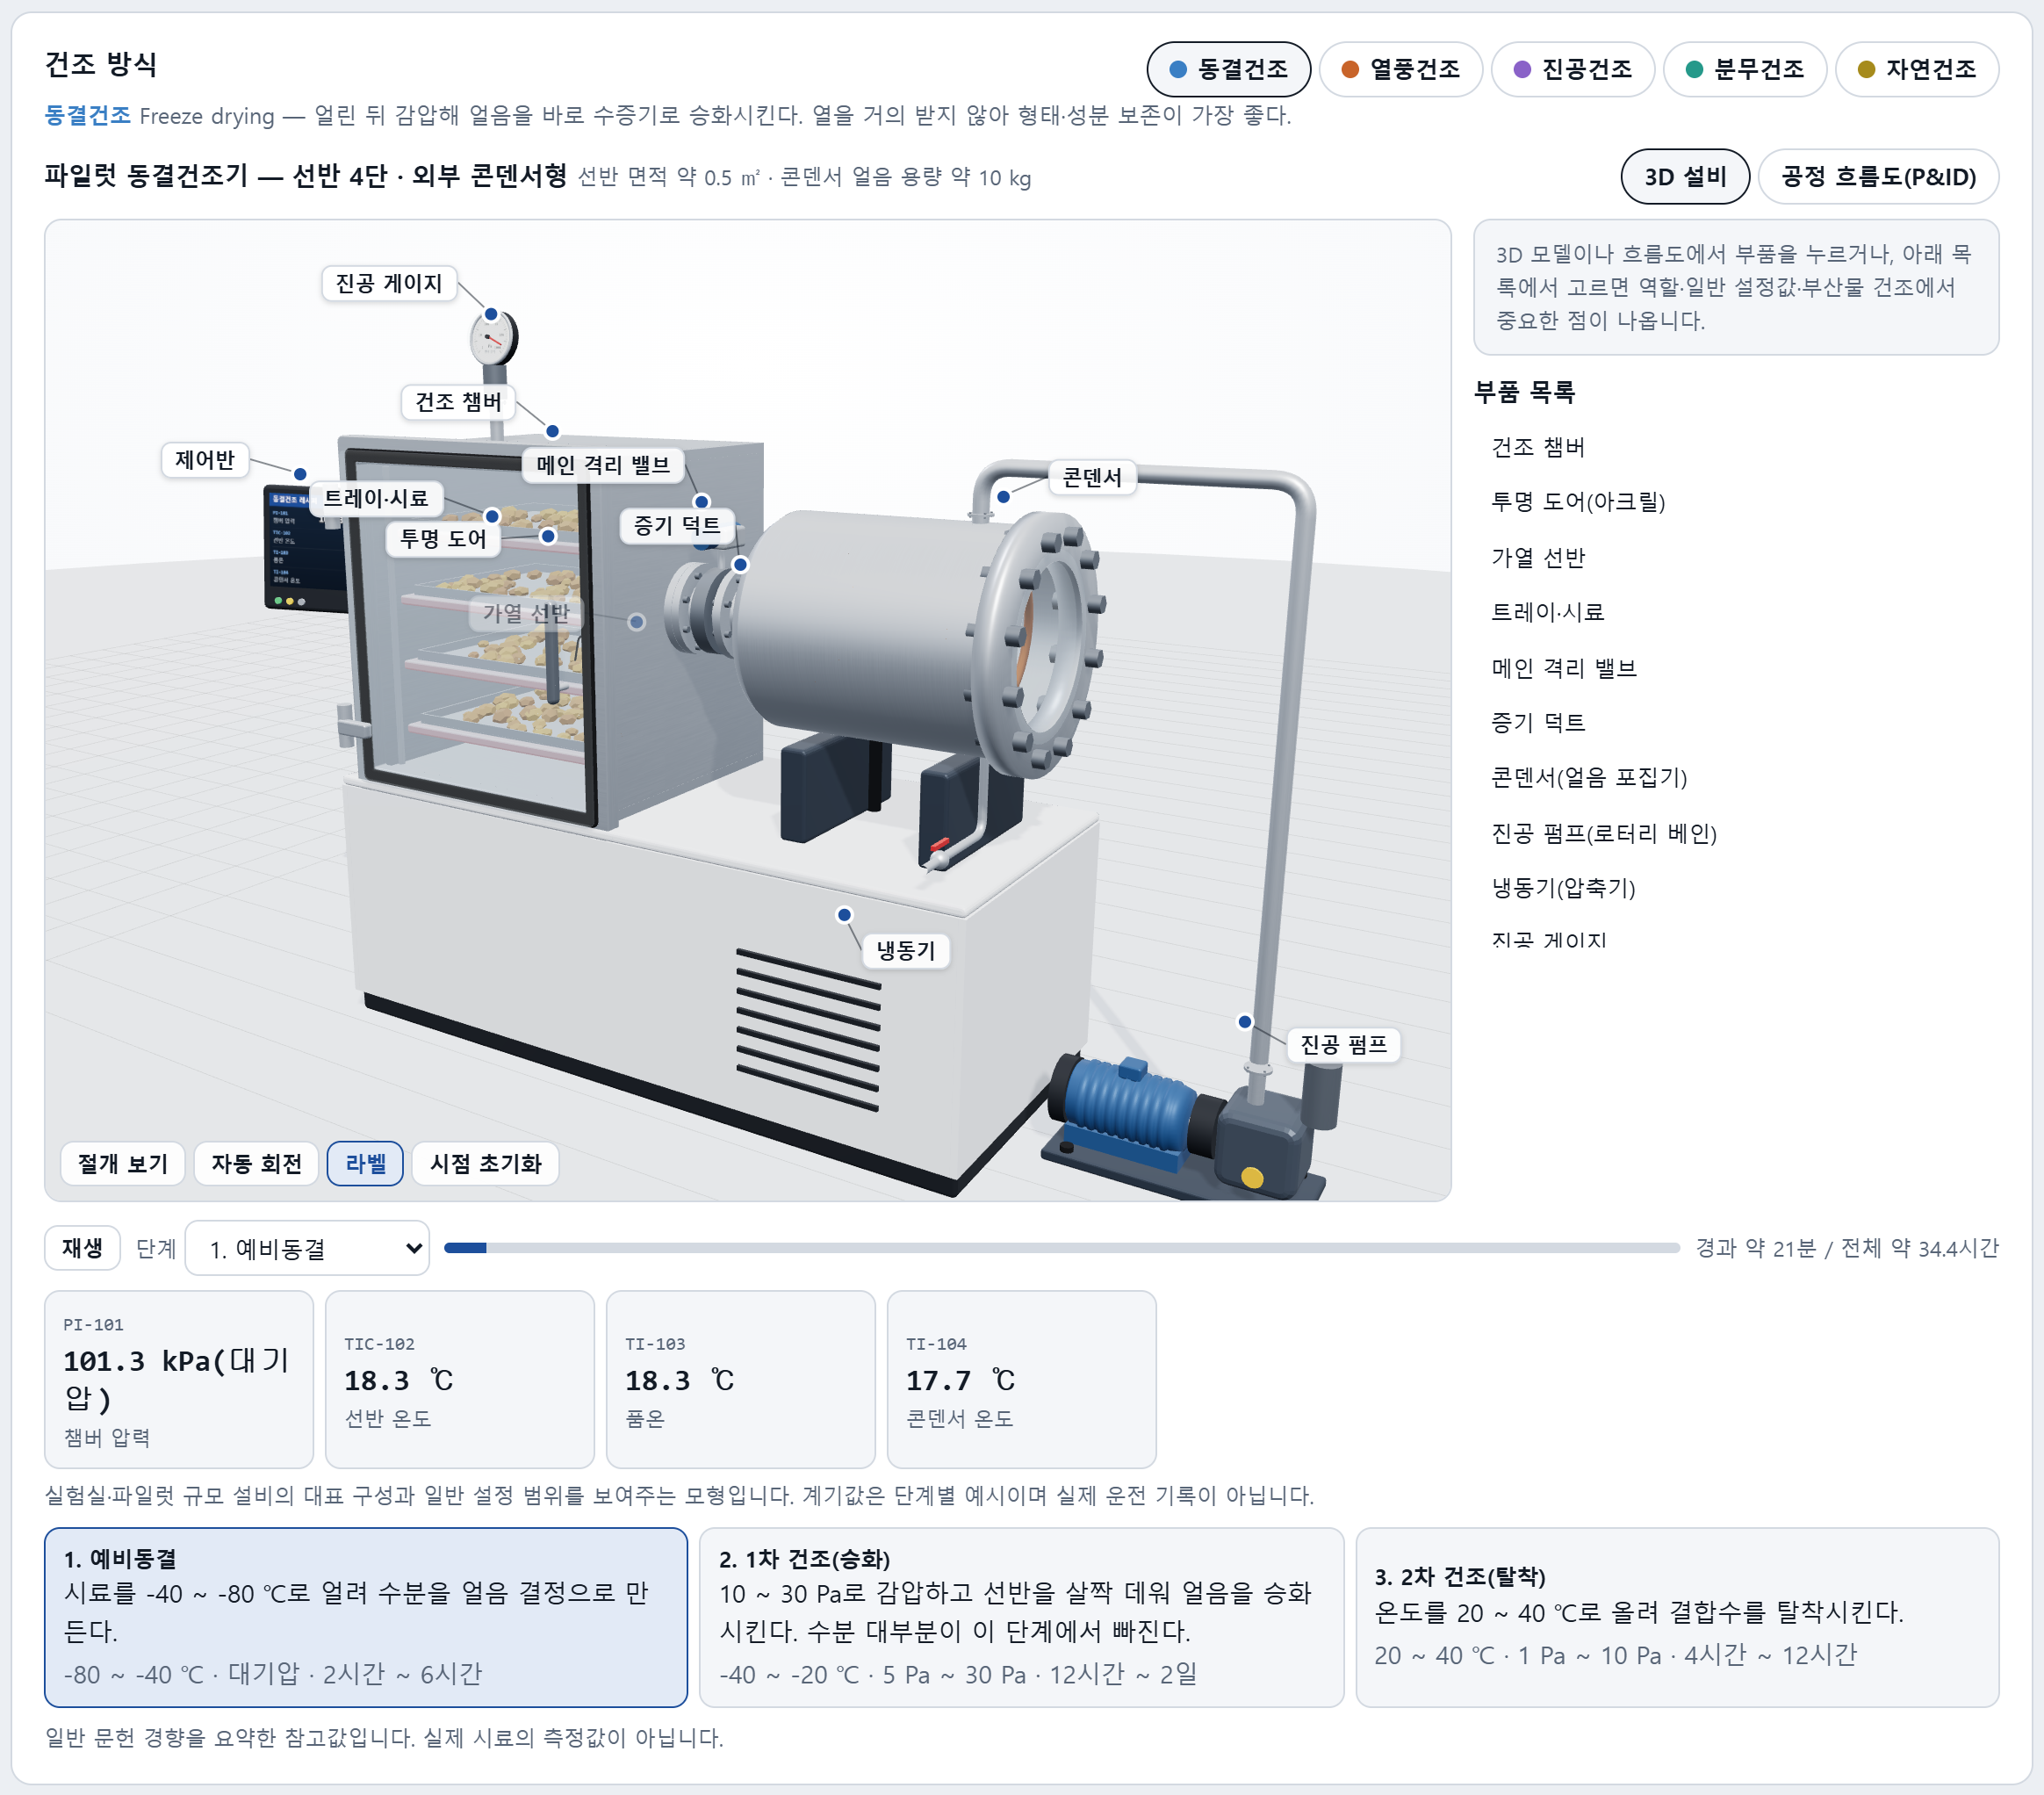 건조 방식
동결건조
열풍건조
진공건조
분무건조
자연건조
동결건조 Freeze drying — 얼린 뒤 감압해 얼음을 바로 수증기로 승화시킨다. 열을 거의 받지 않아 형태·성분 보존이 가장 좋다.
파일럿 동결건조기 — 선반 4단 · 외부 콘덴서형 선반 면적 약 0.5 ㎡ · 콘덴서 얼음 용량 약 10 kg
3D 설비
공정 흐름도(P&ID)
진공 게이지
건조 챔버
제어반
메인 격리 밸브
콘덴서
트레이·시료
투명 도어
증기 덕트
가열 선반
냉동기
진공 펌프
PI-101
절개 보기
자동 회전
라벨
시점 초기화
3D 모델이나 흐름도에서 부품을 누르거나, 아래 목
록에서 고르면 역할·일반 설정값·부산물 건조에서
중요한 점이 나옵니다.
부품 목록
건조 챔버
투명 도어(아크릴)
가열 선반
트레이·시료
메인 격리 밸브
증기 덕트
콘덴서(얼음 포집기)
진공 펌프(로터리 베인)
냉동기(압축기)
진공 게이지
재생
단계
1. 예비동결
경과 약 21분 / 전체 약 34.4시간
PI-101
101.3 kPa(대기
압)
챔버 압력
TIC-102
18.3 ℃
선반 온도
TI-103
18.3 ℃
품온
TI-104
17.7 ℃
콘덴서 온도
실험실·파일럿 규모 설비의 대표 구성과 일반 설정 범위를 보여주는 모형입니다. 계기값은 단계별 예시이며 실제 운전 기록이 아닙니다.
1. 예비동결
시료를 -40 ~ -80 ℃로 얼려 수분을 얼음 결정으로 만
든다.
-80 ~ -40 ℃ · 대기압 · 2시간 ~ 6시간
2. 1차 건조(승화)
10 ~ 30 Pa로 감압하고 선반을 살짝 데워 얼음을 승화
시킨다. 수분 대부분이 이 단계에서 빠진다.
-40 ~ -20 ℃ · 5 Pa ~ 30 Pa · 12시간 ~ 2일
3. 2차 건조(탈착)
온도를 20 ~ 40 ℃로 올려 결합수를 탈착시킨다.
20 ~ 40 ℃ · 1 Pa ~ 10 Pa · 4시간 ~ 12시간
일반 문헌 경향을 요약한 참고값입니다. 실제 시료의 측정값이 아닙니다.